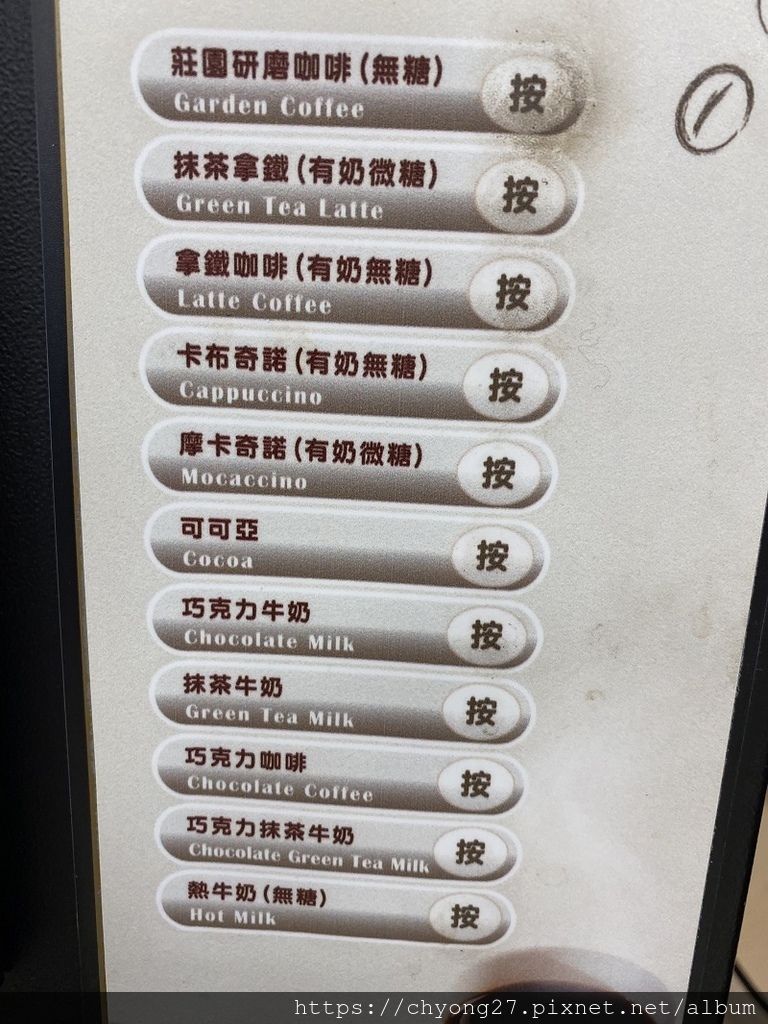 莊園研磨咖啡(無糖)
Garden Coffee
按
抹茶拿鐵(有奶微糖)
Green Tea Latte
按
拿鐵咖啡(有奶無糖)
Latte Coffee
按
卡布奇諾(有奶無糖)
Cappuccino
按
摩卡奇諾(有奶微糖)
Mocaccino
按
可可亞
Cocoa
按
巧克力牛奶
Chocolate Milk
按
抹茶牛奶
Green Tea Milk
按
巧克力咖啡
Chocolate Coffee
按
巧克力抹茶牛奶
Chocolate Green Tea Milk
按
熱牛奶(無糖)
Hot Milk
按
https://chyong27.pixnet.net/album